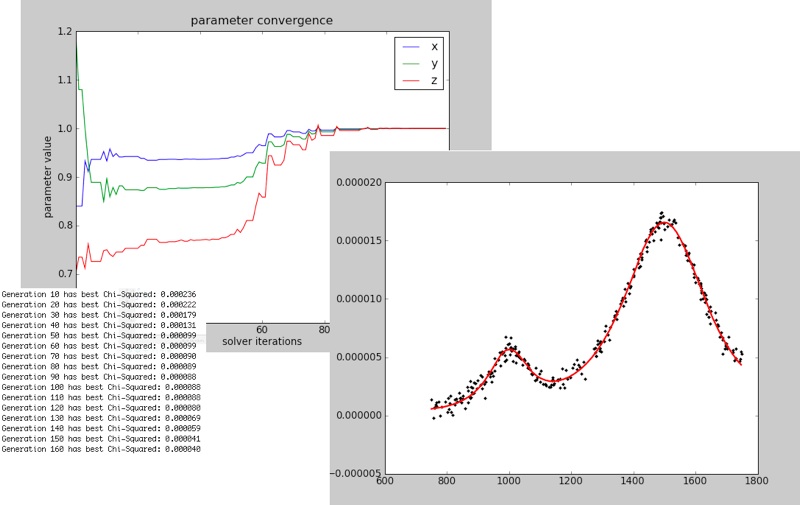 parameter convergence
1.2
1.1
1.0
0.9
0.8
0.7
parameter value
x
y
z
60
80
solver iterations
Generation 10 has best Chi-Squared: 0.000236
Generation 20 has best Chi-Squared: 0.000222
Generation 30 has best Chi-Squared: 0.000179
Generation 40 has best Chi-Squared: 0.000131
Generation 50 has best Chi-Squared: 0.000099
Generation 60 has best Chi-Squared: 0.000099
Generation 70 has best Chi-Squared: 0.000090
Generation 80 has best Chi-Squared: 0.000089
Generation 90 has best Chi-Squared: 0.000088
Generation 100 has best Chi-Squared: 0.000088
Generation 110 has best Chi-Squared: 0.000088
Generation 120 has best Chi-Squared: 0.000080
Generation 130 has best Chi-Squared: 0.000069
Generation 140 has best Chi-Squared: 0.000059
Generation 150 has best Chi-Squared: 0.000041
Generation 160 has best Chi-Squared: 0.000040
0.000020
0.000015
0.000010
0.000005
0.000000
−0.000005
600
800
1000
1200
1400
1600
1800